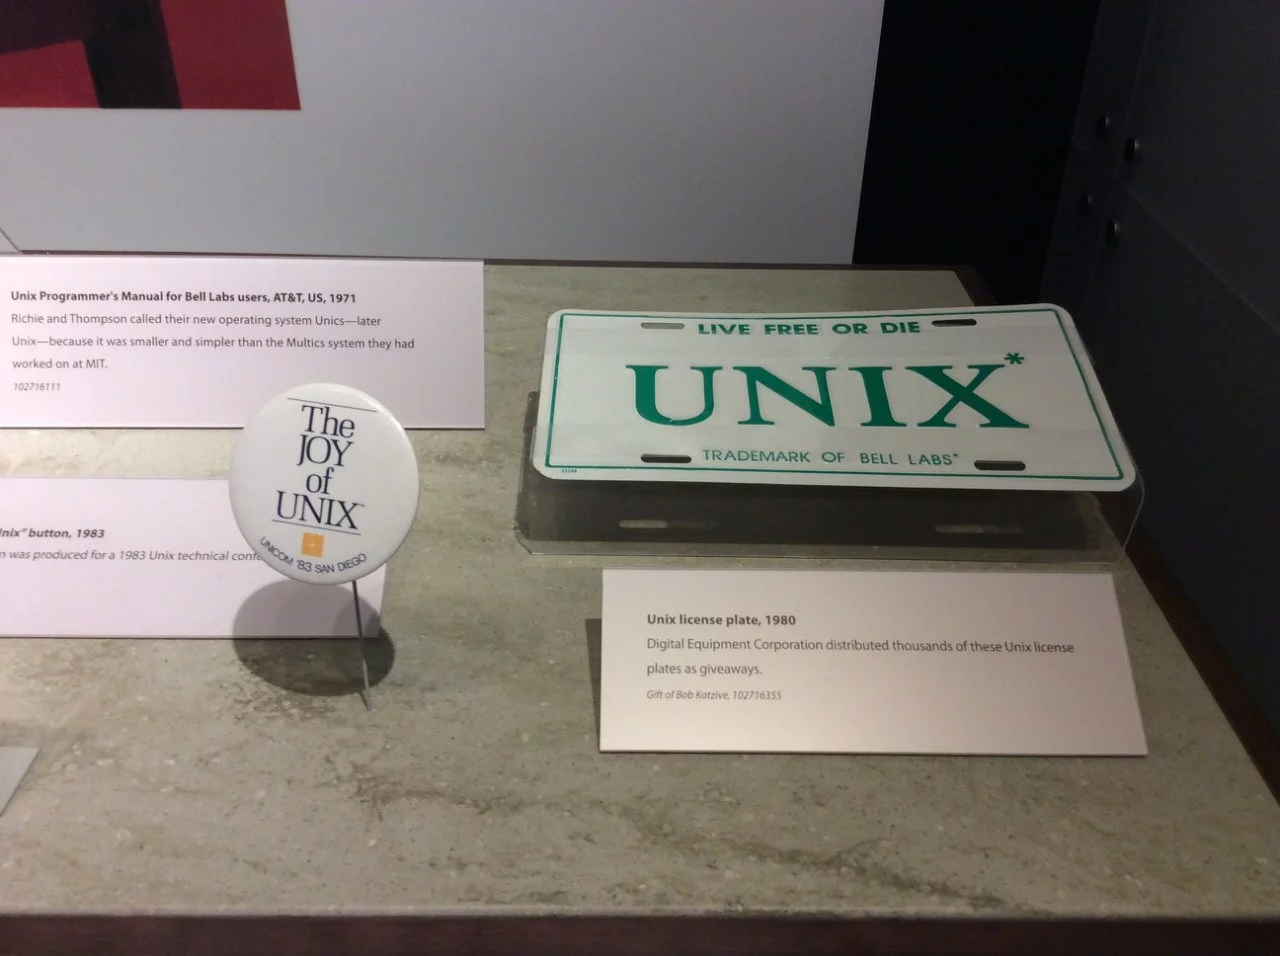 Unix Programmer's Manual for Bell Labs users, AT&T, US, 1971
Richie and Thompson called their new operating system Unics—later
Unix—because it was smaller and simpler than the Multics system they had
worked on at MIT.
102716111
The
JOY
of
UNIX™
UNICOM '83 SAN DIEGO
button, 1983
was produced for a 1983 Unix technical
LIVE FREE OR DIE
UNIX*
TRADEMARK OF BELL LABS*
Unix license plate, 1980
Digital Equipment Corporation distributed thousands of these Unix license
plates as giveaways.
Gift of Bob Katzive, 102716355